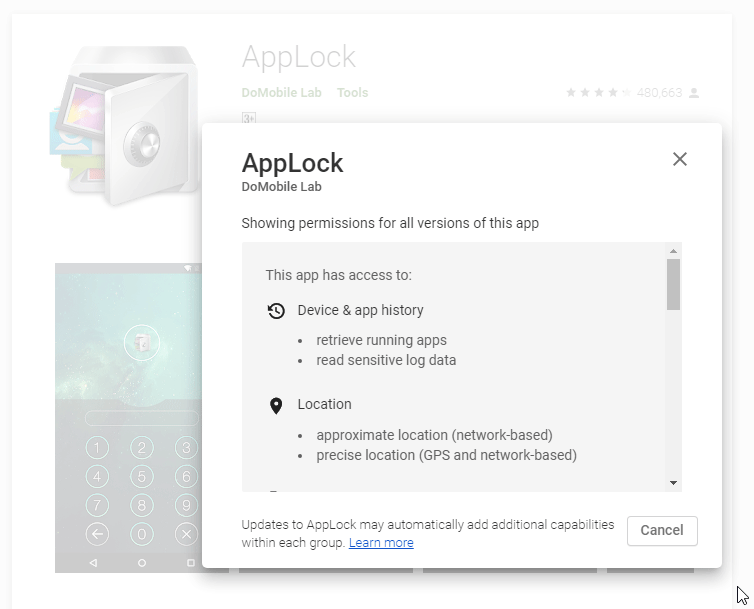 AppLock
DoMobile Lab Tools
480,663
3+
AppLock
DoMobile Lab
Showing permissions for all versions of this app
This app has access to:
Device & app history
retrieve running apps
read sensitive log data
Location
approximate location (network-based)
precise location (GPS and network-based)
Updates to AppLock may automatically add additional capabilities
within each group. Learn more
Cancel
1 2 3
4 5 6
7 8 9
0